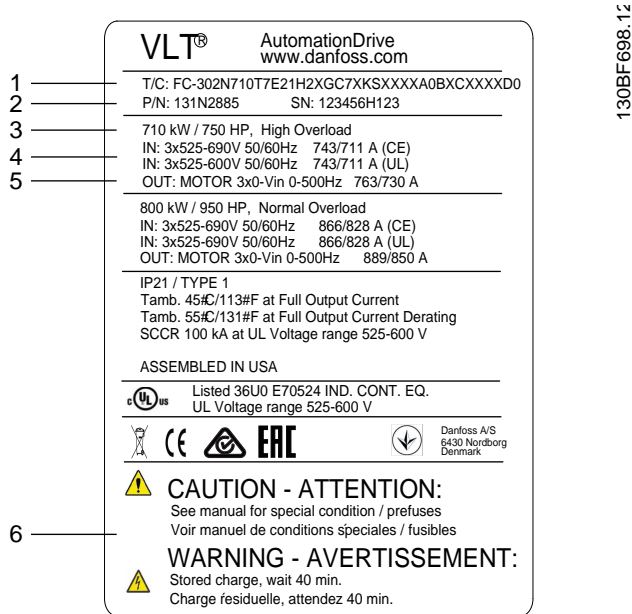 130BF698.12
VLT® AutomationDrive
www.danfoss.com
1 T/C: FC-302N710T7E21H2XGC7XKSXXXXA0BXCXXXXD0
2 P/N: 131N2885 SN: 123456H123
3 710 kW / 750 HP, High Overload
4 IN: 3x525-690V 50/60Hz 743/711 A (CE)
IN: 3x525-600V 50/60Hz 743/711 A (UL)
5 OUT: MOTOR 3x0-Vin 0-500Hz 763/730 A
800 kW / 950 HP, Normal Overload
IN: 3x525-690V 50/60Hz 866/828 A (CE)
IN: 3x525-690V 50/60Hz 866/828 A (UL)
OUT: MOTOR 3x0-Vin 0-500Hz 889/850 A
IP21 / TYPE 1
Tamb. 45#C/113#F at Full Output Current
Tamb. 55#C/131#F at Full Output Current Derating
SCCR 100 kA at UL Voltage range 525-600 V
ASSEMBLED IN USA
c UL us Listed 36U0 E70524 IND. CONT. EQ.
UL Voltage range 525-600 V
CE EAC
Danfoss A/S
6430 Nordborg
Denmark
CAUTION - ATTENTION:
See manual for special condition / prefuses
6 Voir manuel de conditions śpeciales / fusibles
WARNING - AVERTISSEMENT:
Stored charge, wait 40 min.
Charge ŕesiduelle, attendez 40 min.